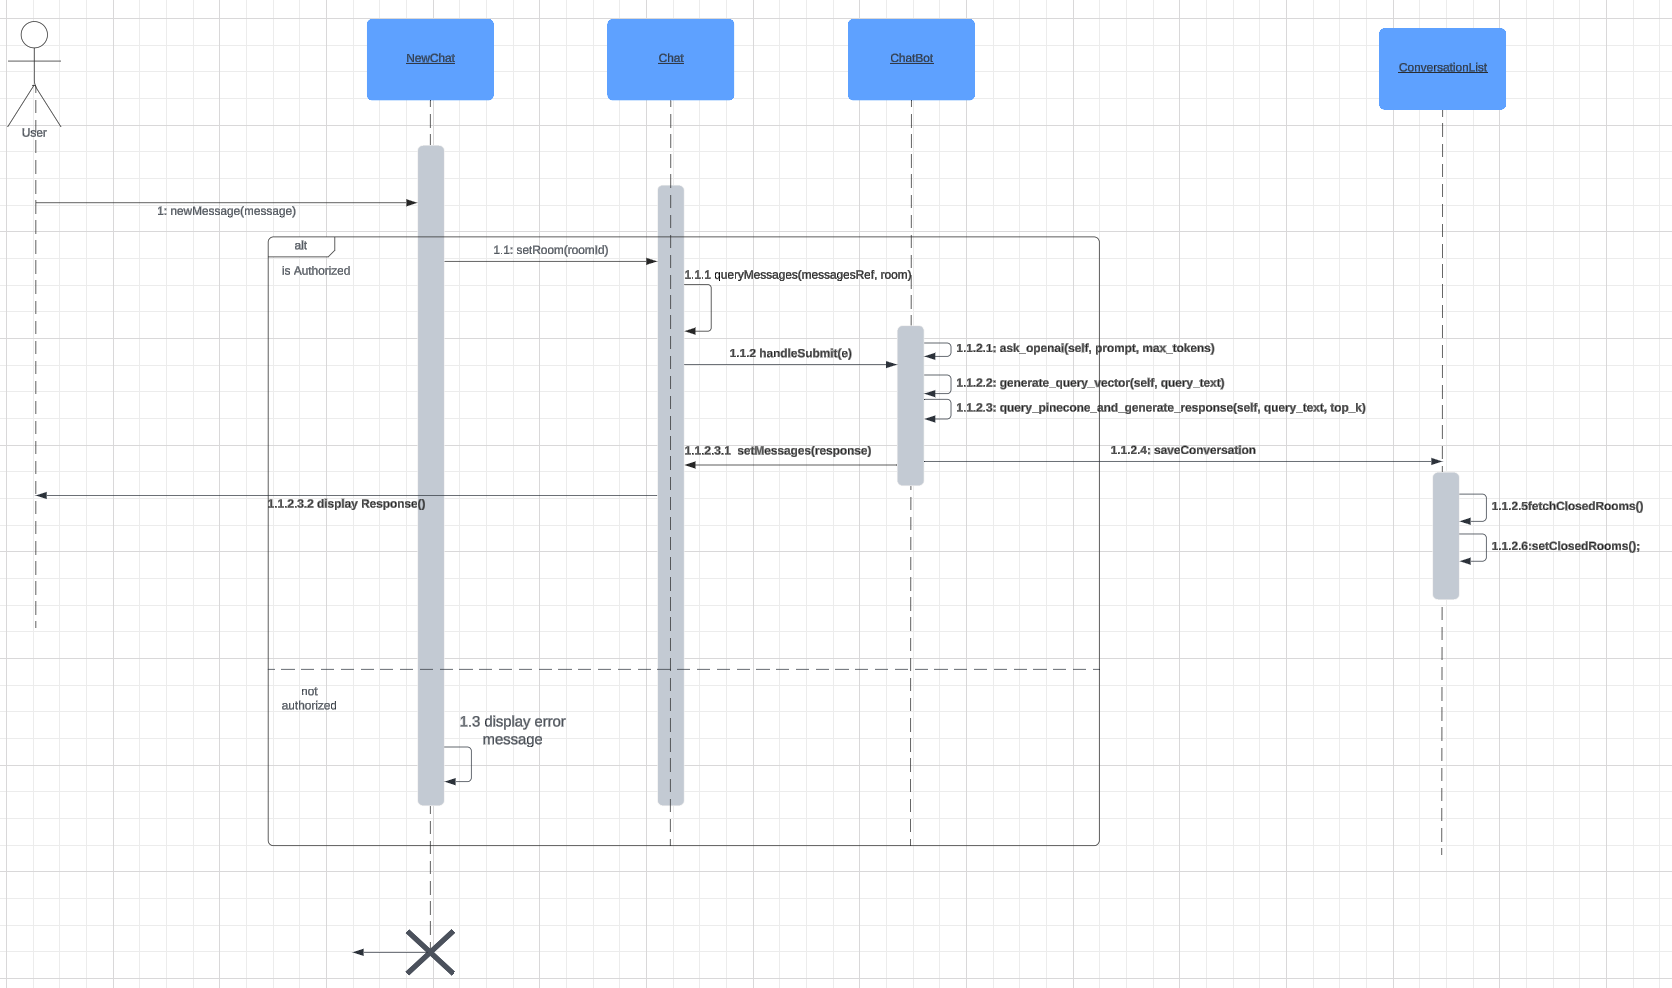 NewChat
Chat
ChatBot
ConversationList
User
1: newMessage(message)
alt
is Authorized
1.1: setRoom(roomId)
1.1.1 queryMessages(messagesRef, room)
1.1.2 handleSubmit(e)
1.1.2.1: ask_openai(self, prompt, max_tokens)
1.1.2.2: generate_query_vector(self, query_text)
1.1.2.3: query_pinecone_and_generate_response(self, query_text, top_k)
1.1.2.3.1 setMessages(response)
1.1.2.4: saveConversation
1.1.2.3.2 display Response()
1.1.2.5fetchClosedRooms()
1.1.2.6:setClosedRooms();
not
authorized
1.3 display error
message